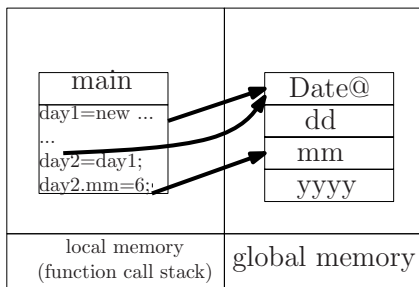 main
day1=new ...
...
day2=day1;
day2.mm=6;
Date@
dd
mm
yyyy
local memory
(function call stack)
global memory